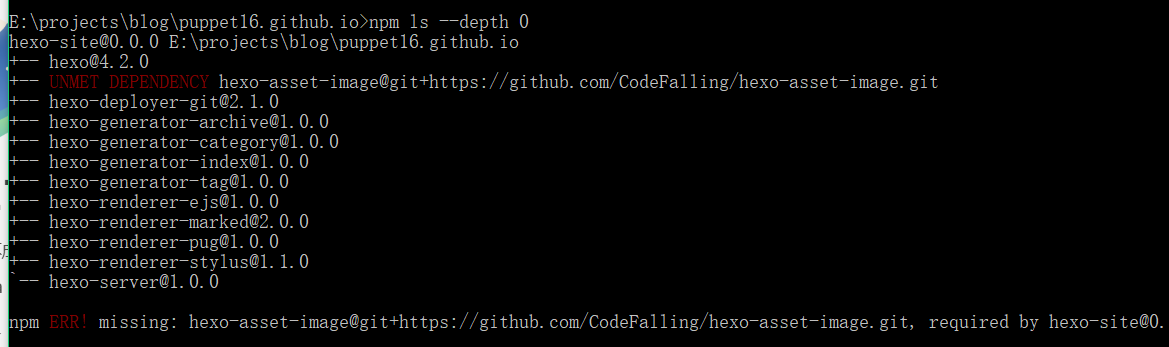 E:\projects\blog\puppet16.github.io>npm ls --depth 0
hexo-site@0.0.0 E:\projects\blog\puppet16.github.io
+-- hexo@4.2.0
+-- UNMET DEPENDENCY hexo-asset-image@git+https://github.com/CodeFalling/hexo-asset-image.git
+-- hexo-deployer-git@2.1.0
+-- hexo-generator-archive@1.0.0
+-- hexo-generator-category@1.0.0
+-- hexo-generator-index@1.0.0
+-- hexo-generator-tag@1.0.0
+-- hexo-renderer-ejs@1.0.0
+-- hexo-renderer-marked@2.0.0
+-- hexo-renderer-pug@1.0.0
+-- hexo-renderer-stylus@1.1.0
`-- hexo-server@1.0.0
npm ERR! missing: hexo-asset-image@git+https://github.com/CodeFalling/hexo-asset-image.git, required by hexo-site@0.